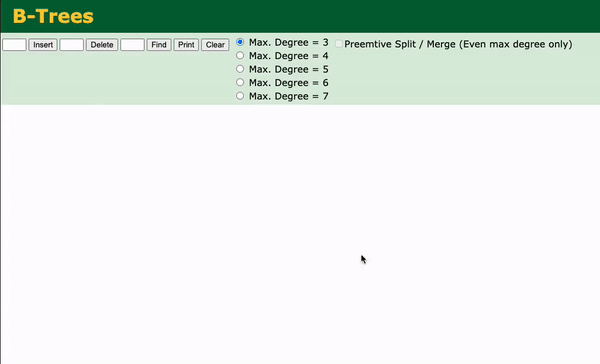 B-Trees
Insert Delete Find Print Clear Max. Degree = 3 Preemtive Split / Merge (Even max degree only)
Max. Degree = 4
Max. Degree = 5
Max. Degree = 6
Max. Degree = 7